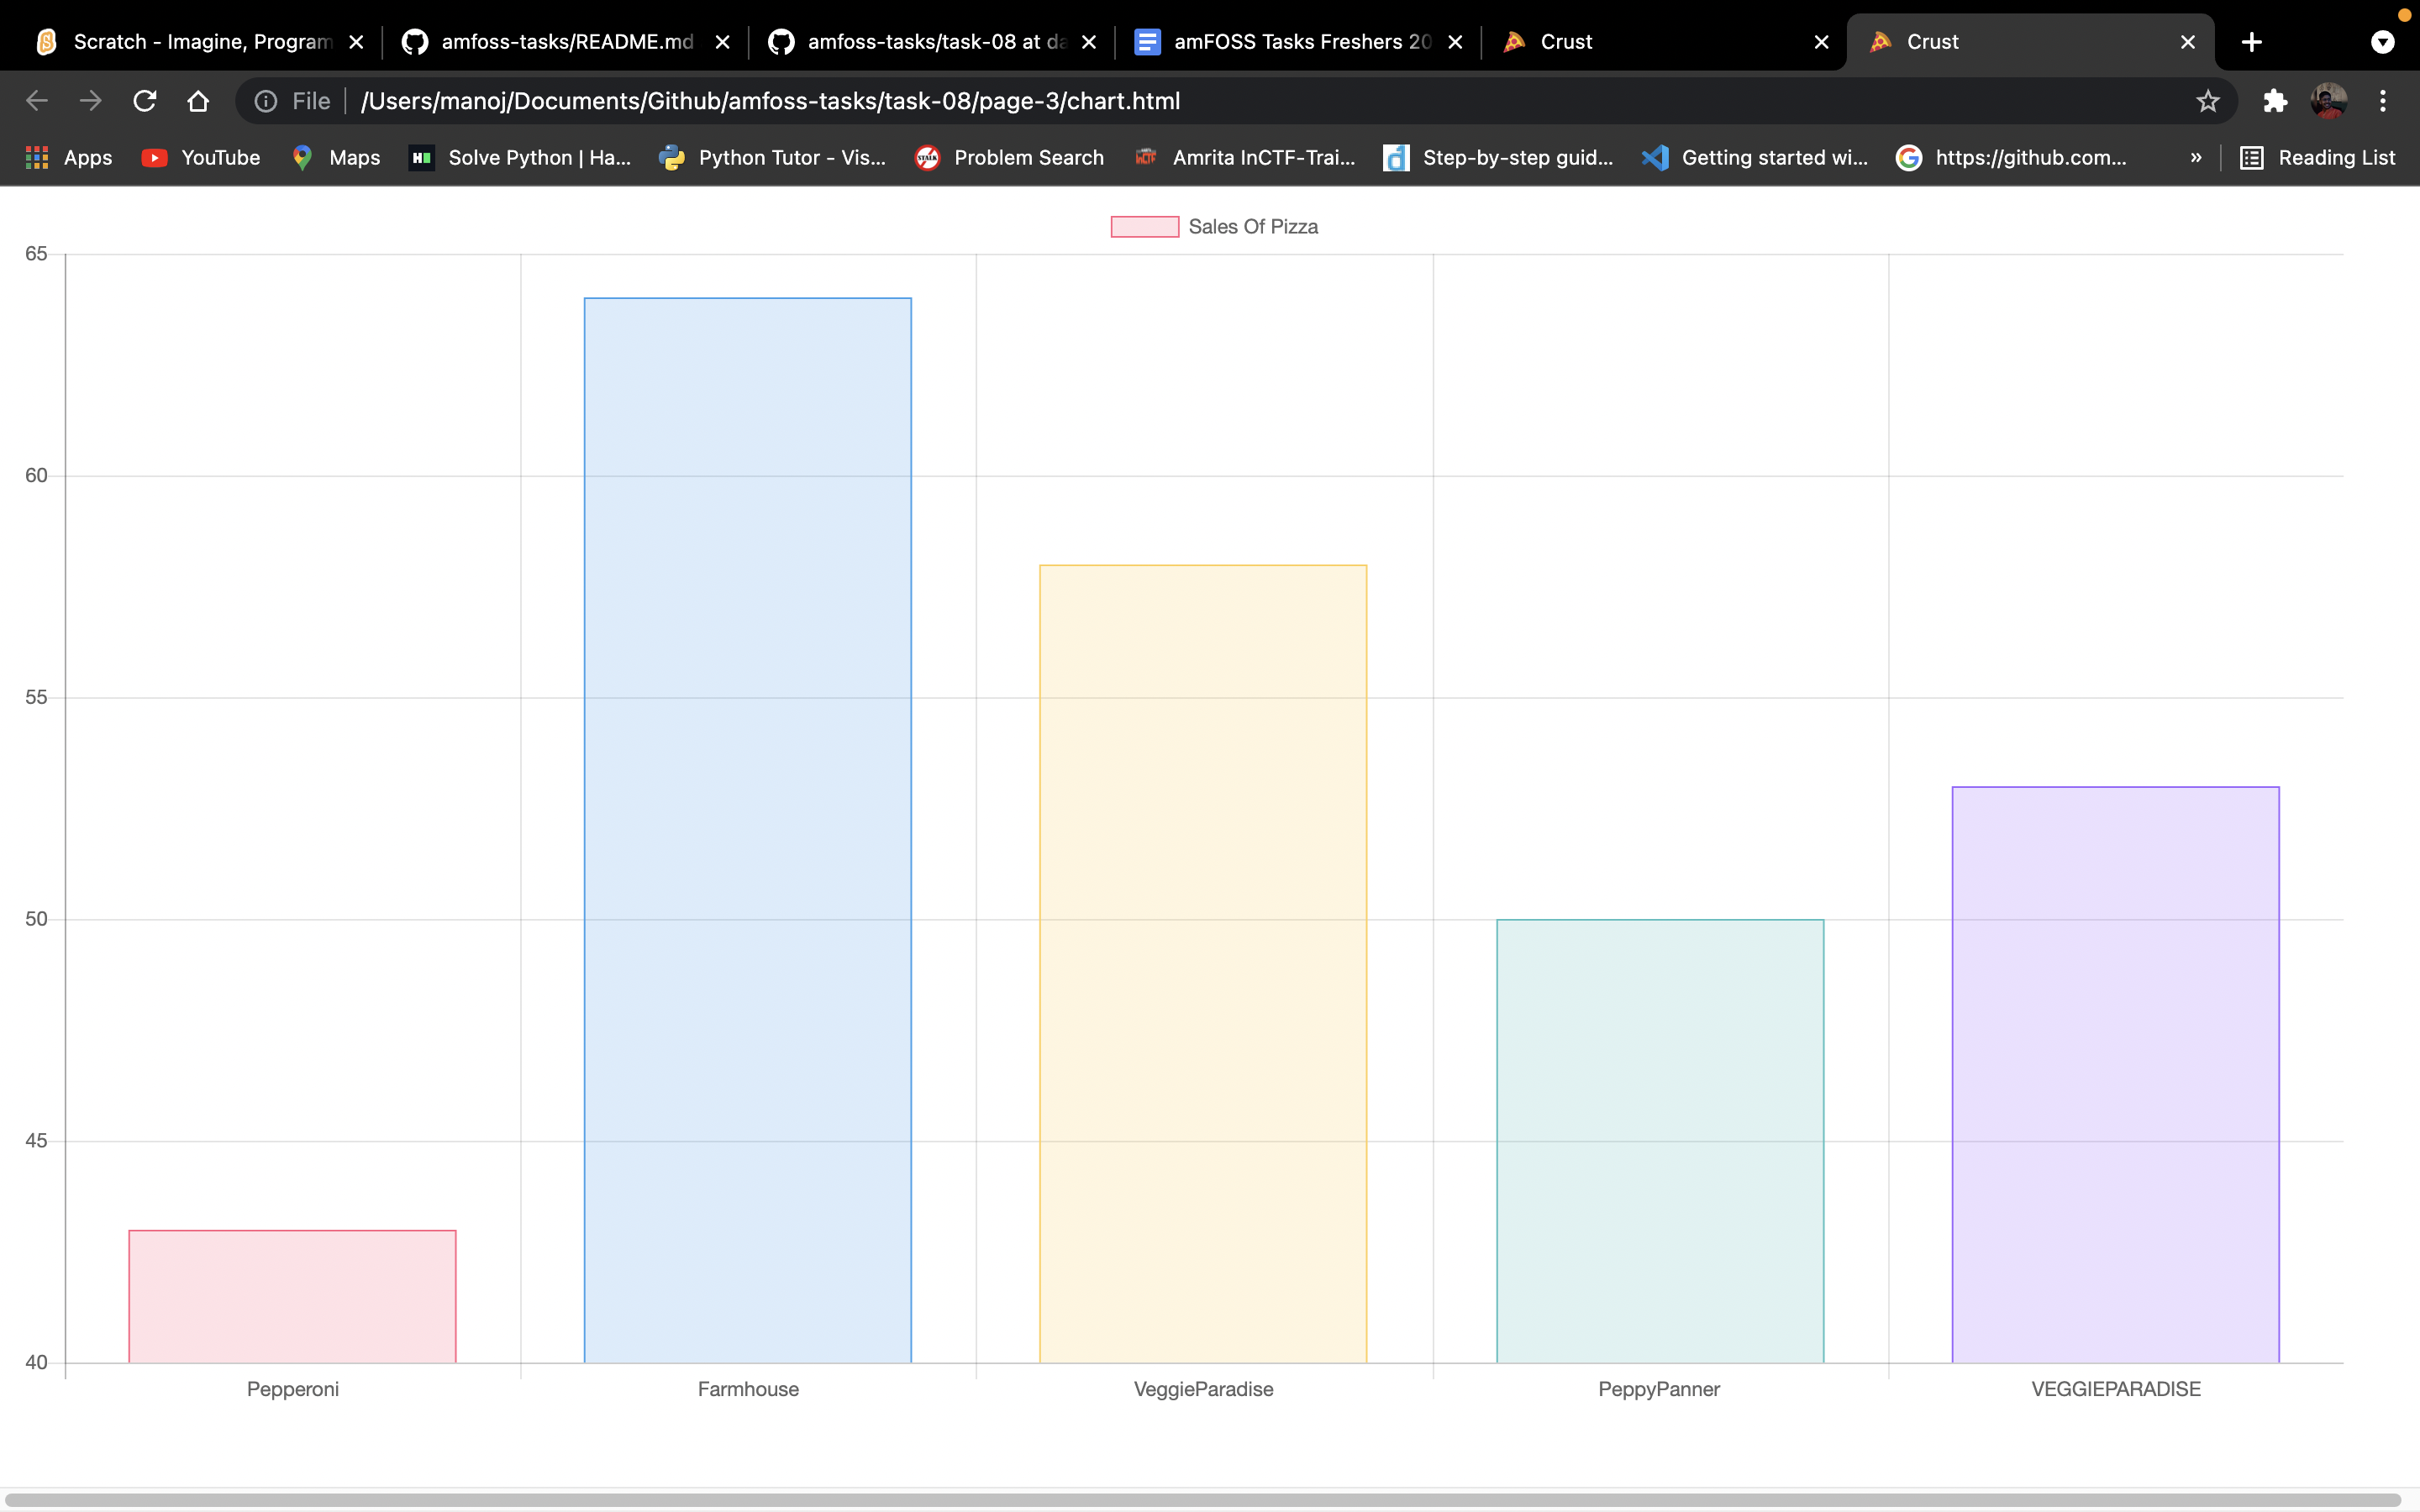 Scratch - Imagine, Program
amfoss-tasks/README.md
amfoss-tasks/task-08 at da
amFOSS Tasks Freshers 20
Crust
Crust
File /Users/manoj/Documents/Github/amfoss-tasks/task-08/page-3/chart.html
Apps YouTube Maps Solve Python | Ha... Python Tutor - Vis... Problem Search Amrita InCTF-Trai... Step-by-step guid... Getting started wi... https://github.com... » Reading List
Sales Of Pizza
65
60
55
50
45
40
Pepperoni Farmhouse VeggieParadise PeppyPanner VEGGIEPARADISE